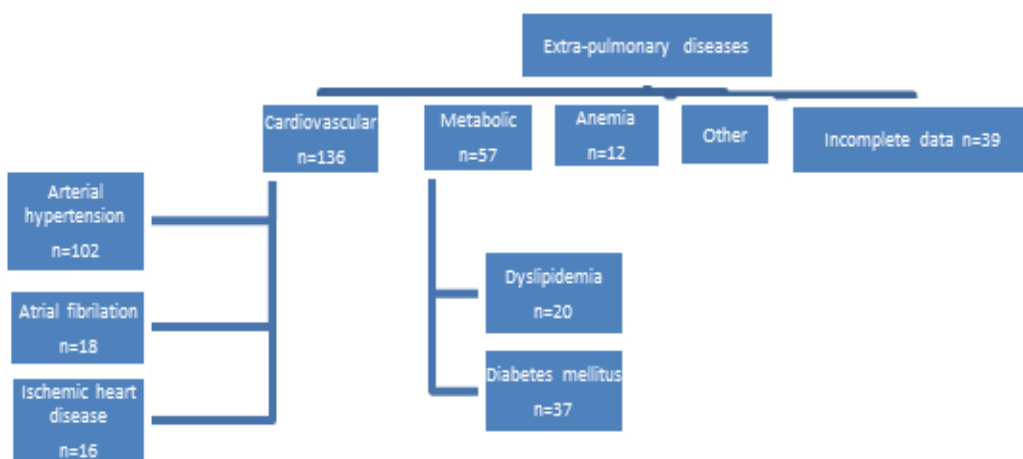 Extra-pulmonary diseases
Cardiovascular
n=136
Metabolic
n=57
Anemia
n=12
Other
Incomplete data n=39
Arterial
hypertension
n=102
Atrial fibrilation
n=18
Ischemic heart
disease
n=16
Dyslipidemia
n=20
Diabetes mellitus
n=37